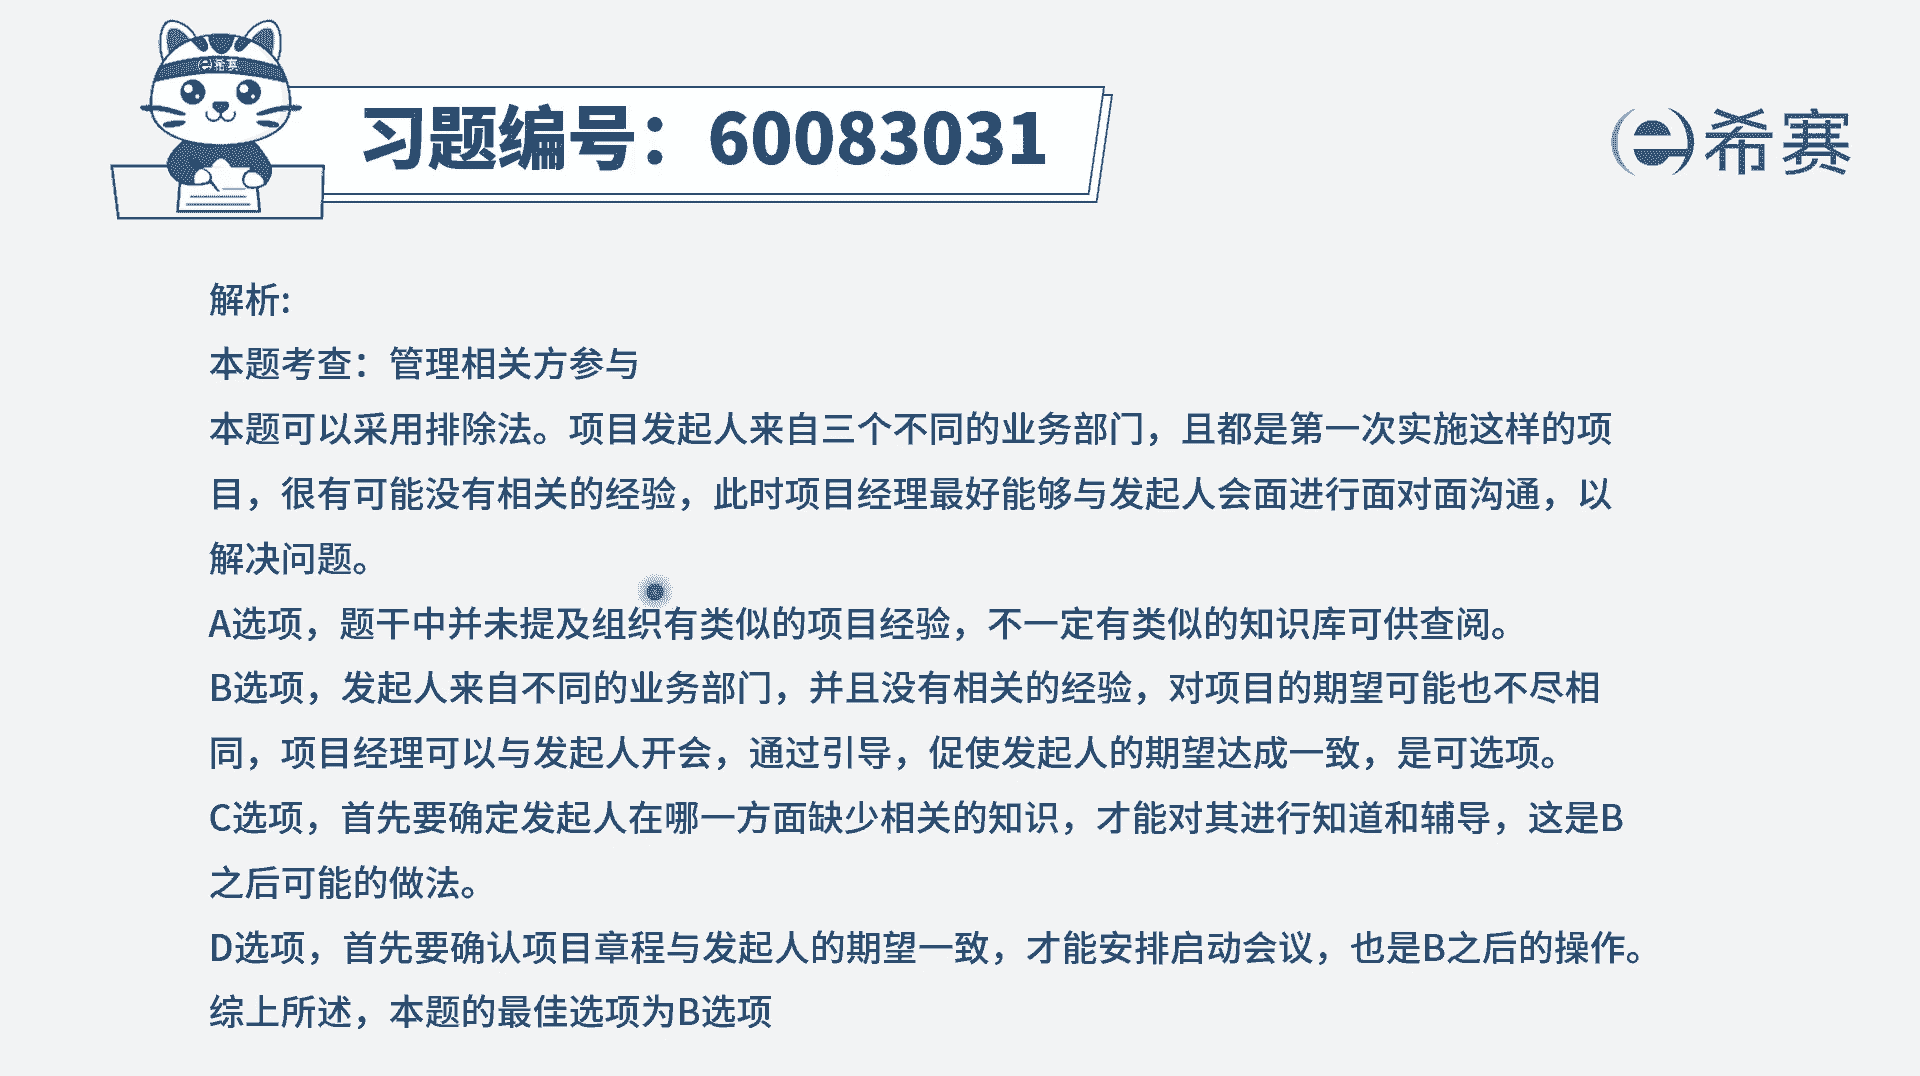 e希赛
习题编号：60083031
e希赛
解析:
本题考查：管理相关方参与
本题可以采用排除法。项目发起人来自三个不同的业务部门，且都是第一次实施这样的项
目，很有可能没有相关的经验，此时项目经理最好能够与发起人会面进行面对面沟通，以
解决问题。
A选项，题干中并未提及组织有类似的项目经验，不一定有类似的知识库可供查阅。
B选项，发起人来自不同的业务部门，并且没有相关的经验，对项目的期望可能也不尽相
同，项目经理可以与发起人开会，通过引导，促使发起人的期望达成一致，是可选项。
C选项，首先要确定发起人在哪一方面缺少相关的知识，才能对其进行知道和辅导，这是B
之后可能的做法。
D选项，首先要确认项目章程与发起人的期望一致，才能安排启动会议，也是B之后的操作。
综上所述，本题的最佳选项为B选项